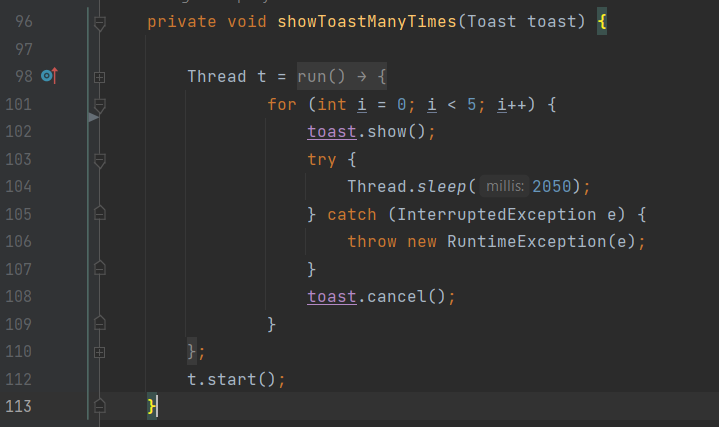 96 private void showToastManyTimes(Toast toast) {
97
98 Thread t = run() → {
101 for (int i = 0; i < 5; i++) {
102 toast.show();
103 try {
104 Thread.sleep( millis: 2050);
105 } catch (InterruptedException e) {
106 throw new RuntimeException(e);
107 }
108 toast.cancel();
109 }
110 };
112 t.start();
113 }